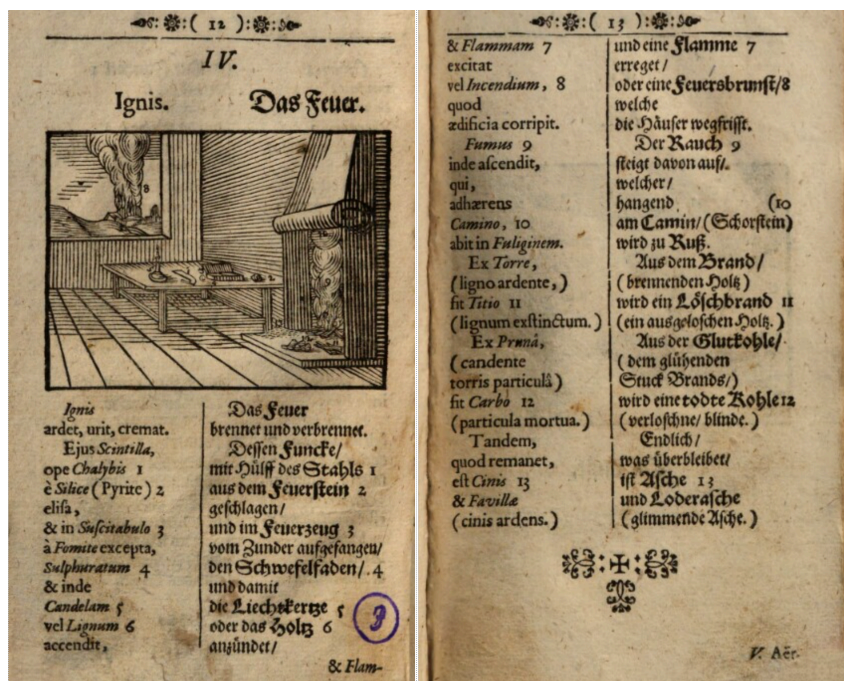 ( 12 )
IV.
Ignis. Das Feuer.
8
Ignis
ardet, urit, cremat.
Ejus Scintilla,
ope Chalybis 1
è Silice (Pyrite) 2
eliſa,
& in Suſcitabulo 3
à Fomite excepta,
Sulphuratum 4
& inde
Candelam 5
vel Lignum 6
accendit,
Das Feuer
brennet und verbrennet.
Deſſen Funcke/
mit Hülff des Stahls 1
aus dem Feuerſtein 2
geſchlagen/
und im Feuerzeug 3
vom Zunder aufgefangen/
den Schwefelfaden/ 4
und damit
die Liechtkertze 5
oder das Holtz 6
anzündet/
3
& Flam-
( 13 )
& Flammam 7
excitat
vel Incendium, 8
quod
ædificia corripit.
Fumus 9
inde aſcendit,
qui,
adhærens
Camino, 10
abit in Fuliginem.
Ex Torre,
(ligno ardente,)
fit Titio 11
(lignum exſtinctum.)
Ex Prunâ,
(candente
torris particulâ)
fit Carbo 12
(particula mortua.)
Tandem,
quod remanet,
eſt Cinis 13
& Favillæ
(cinis ardens.)
und eine Flamme 7
erreget/
oder eine Feuersbrunſt/8
welche
die Häuſer wegfriſſt.
Der Rauch 9
ſteigt davon auf/.
welcher/
hangend (10
am Camin/(Schorſtein)
wird zu Ruß.
Aus dem Brand/
(brennenden Holtz)
wird ein Löſchbrand 11
(ein ausgeloſchen Holtz.)
Aus der Glutkohle/
(dem glühenden
Stuck Brands/)
wird eine todte Kohle 12
(verloſchne/ blinde.)
Endlich/
was überbleibet/
iſt Aſche 13
und Loderaſche
(glimmende Aſche.)
V. Aër.